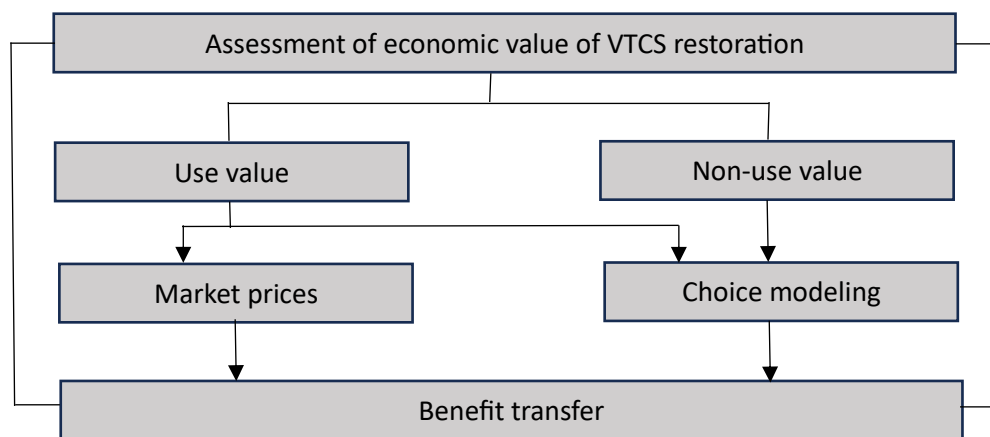 Assessment of economic value of VTCS restoration
Use value
Non-use value
Market prices
Choice modeling
Benefit transfer